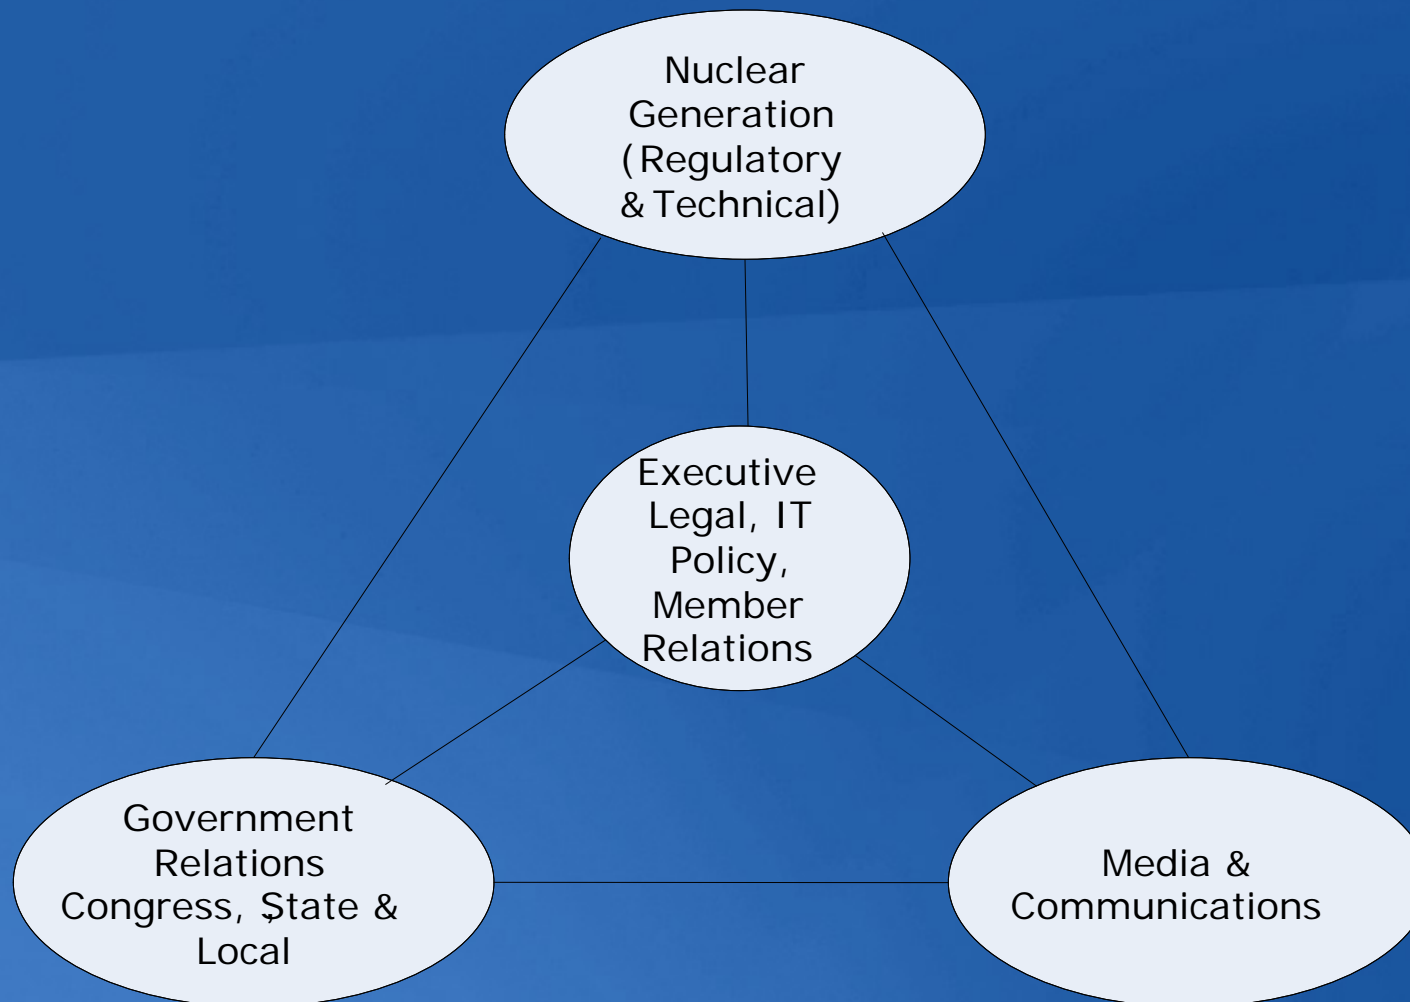 Nuclear
Generation
(Regulatory
& Technical)
Executive
Legal, IT
Policy,
Member
Relations
Government
Relations
Congress, State &
Local
Media &
Communications